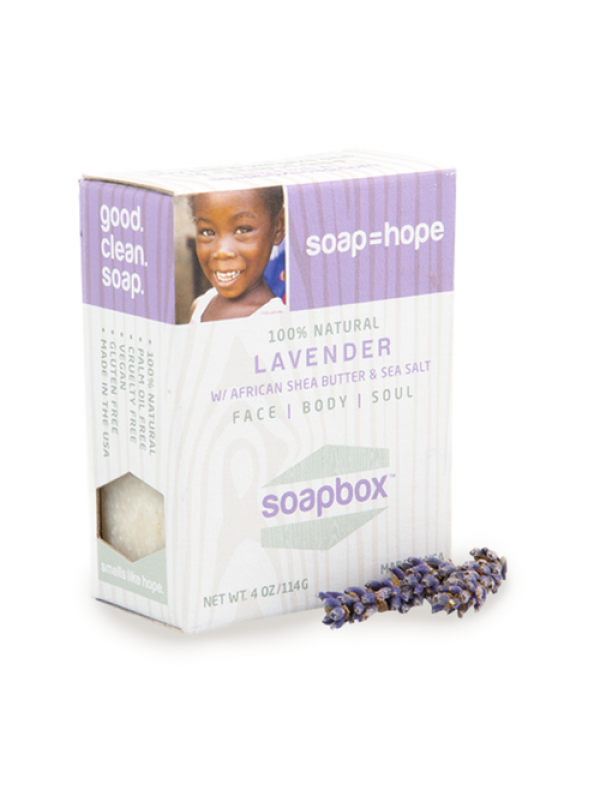 good.
clean.
soap.
• 100% NATURAL
• PALM OIL FREE
• CRUELTY FREE
• VEGAN
• GLUTEN FREE
• MADE IN THE USA
smells like hope.
soap=hope
100% NATURAL
LAVENDER
W/ AFRICAN SHEA BUTTER & SEA SALT
FACE | BODY | SOUL
soapbox™
NET WT. 4 OZ/114G